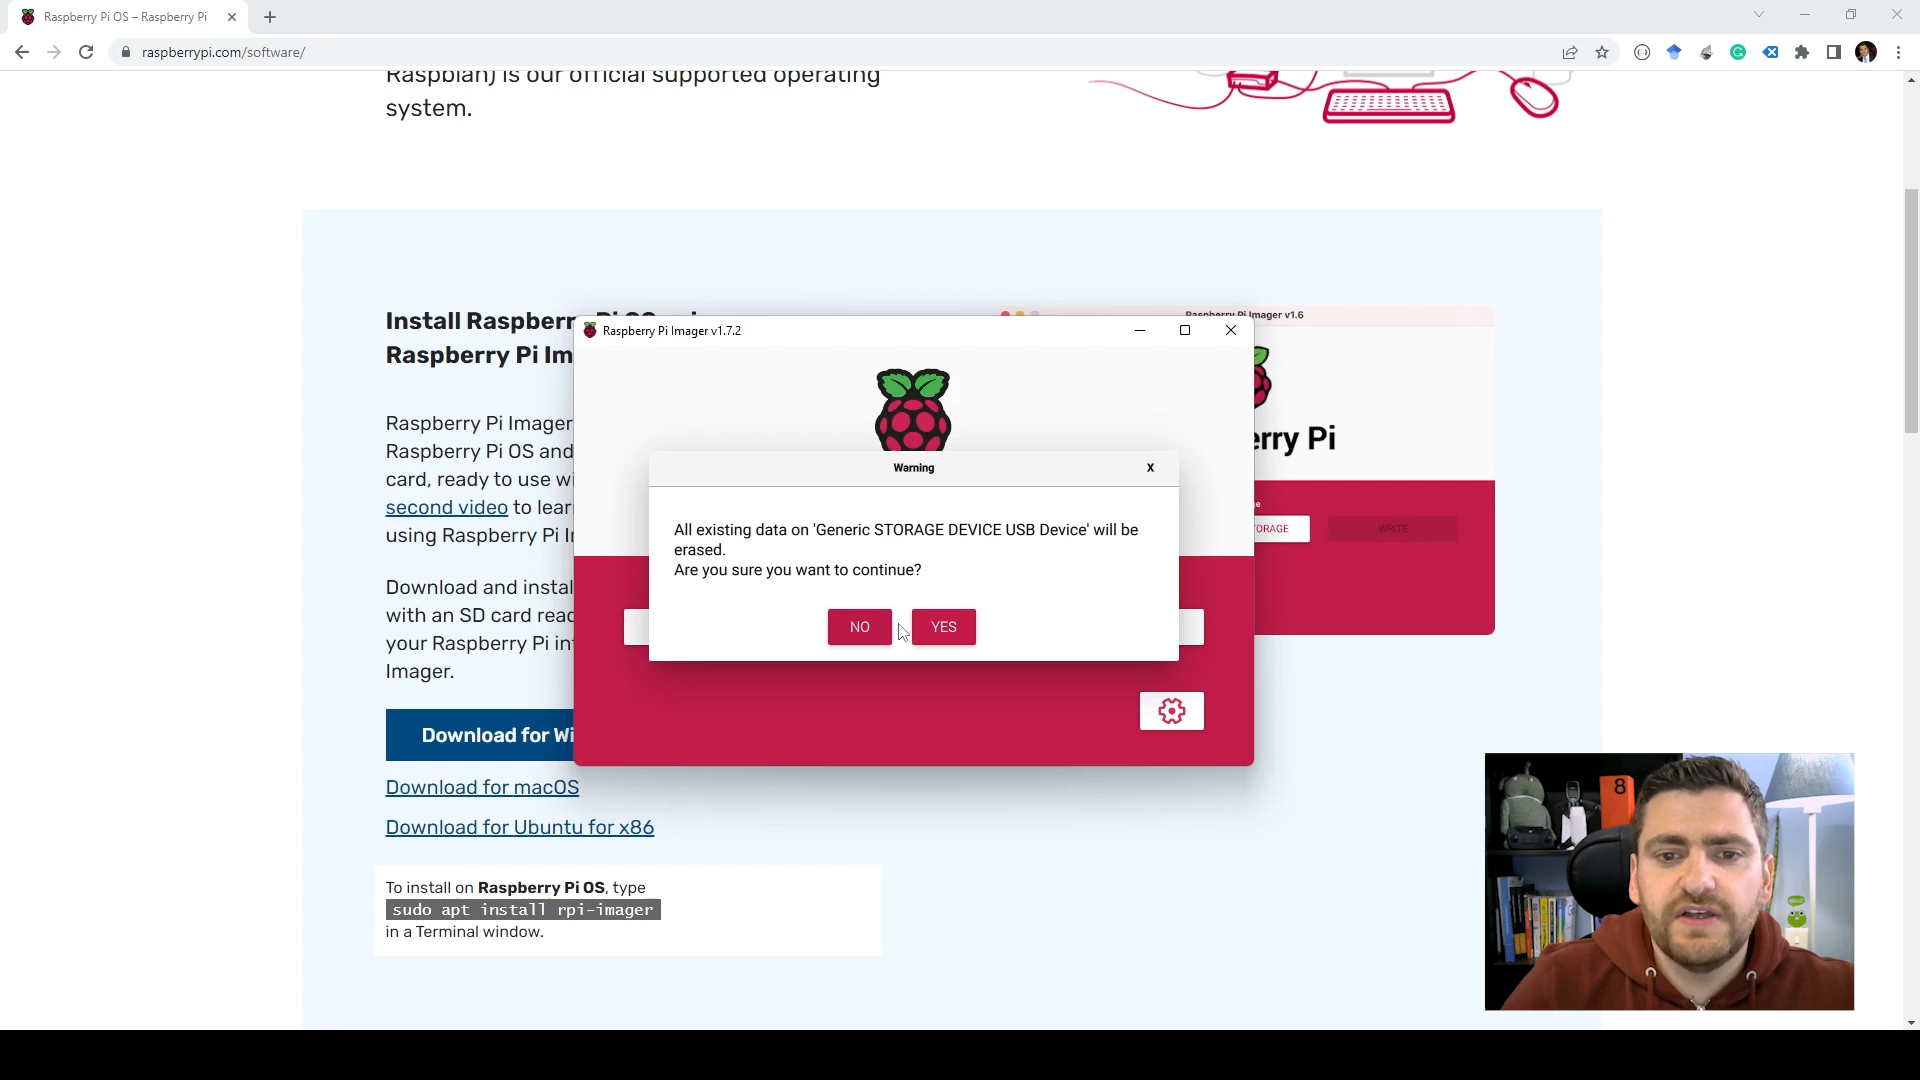 Raspberry Pi OS – Raspberry Pi
raspberrypi.com/software/
Raspbian) is our official supported operating
system.
Install Raspberr
Raspberry Pi Im
Raspberry Pi Imager
Raspberry Pi OS and
card, ready to use wi
second video to lear
using Raspberry Pi I
Download and instal
with an SD card read
your Raspberry Pi in
Imager.
Download for Wi
Download for macOS
Download for Ubuntu for x86
To install on Raspberry Pi OS, type
sudo apt install rpi-imager
in a Terminal window.
Raspberry Pi Imager v1.7.2
Warning
X
All existing data on 'Generic STORAGE DEVICE USB Device' will be
erased.
Are you sure you want to continue?
NO
YES
Raspberry Pi Imager v1.6
erry Pi
ORAGE
WRITE
8
HELLO